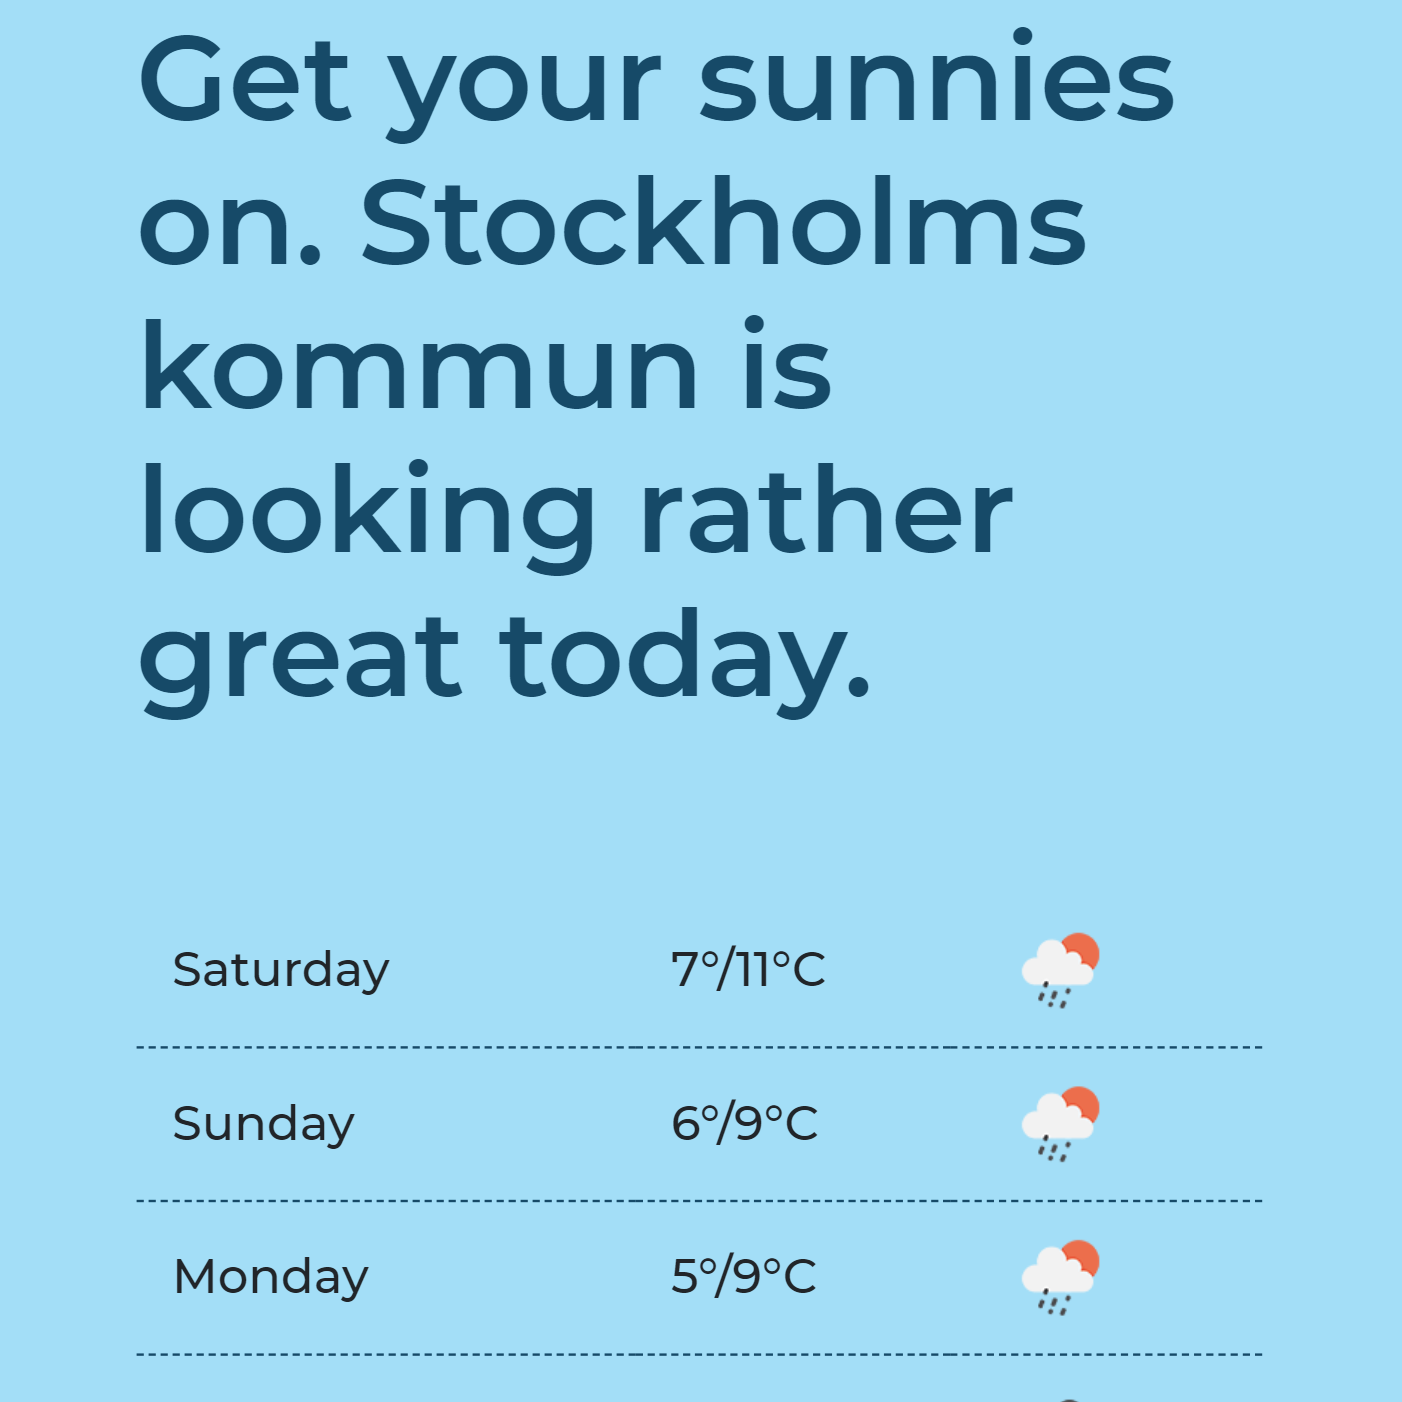 Get your sunnies
on. Stockholms
kommun is
looking rather
great today.
Saturday 7°/11°C
Sunday 6°/9°C
Monday 5°/9°C